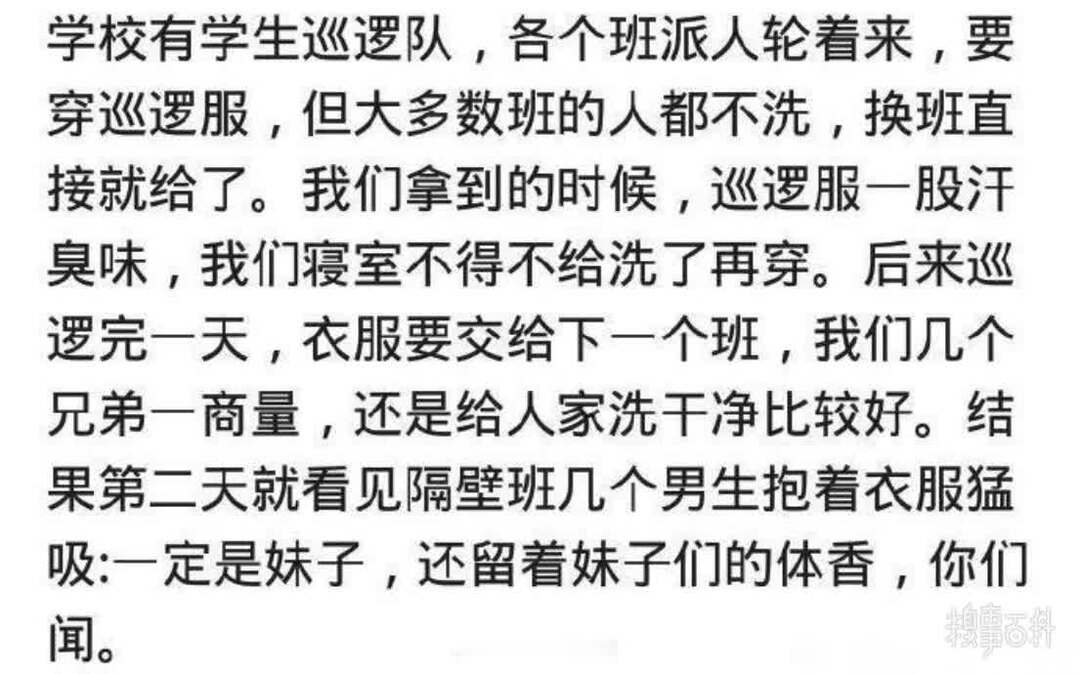 学校有学生巡逻队，各个班派人轮着来，要
穿巡逻服，但大多数班的人都不洗，换班直
接就给了。我们拿到的时候，巡逻服一股汗
臭味，我们寝室不得不给洗了再穿。后来巡
逻完一天，衣服要交给下一个班，我们几个
兄弟一商量，还是给人家洗干净比较好。结
果第二天就看见隔壁班几个男生抱着衣服猛
吸:一定是妹子，还留着妹子们的体香，你们
闻。
糗事百科